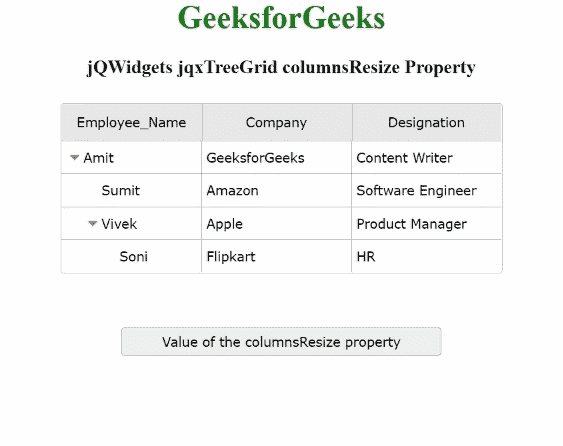 GeeksforGeeks
jQWidgets jqxTreeGrid columnsResize Property
Employee_Name Company Designation
Amit GeeksforGeeks Content Writer
Sumit Amazon Software Engineer
Vivek Apple Product Manager
Soni Flipkart HR
Value of the columnsResize property